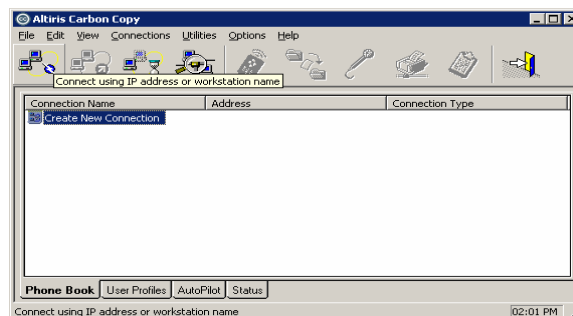 Altiris Carbon Copy
File Edit View Connections Utilities Options Help
Connect using IP address or workstation name
Connection Name Address Connection Type
Create New Connection
Phone Book User Profiles AutoPilot Status
Connect using IP address or workstation name 02:01 PM